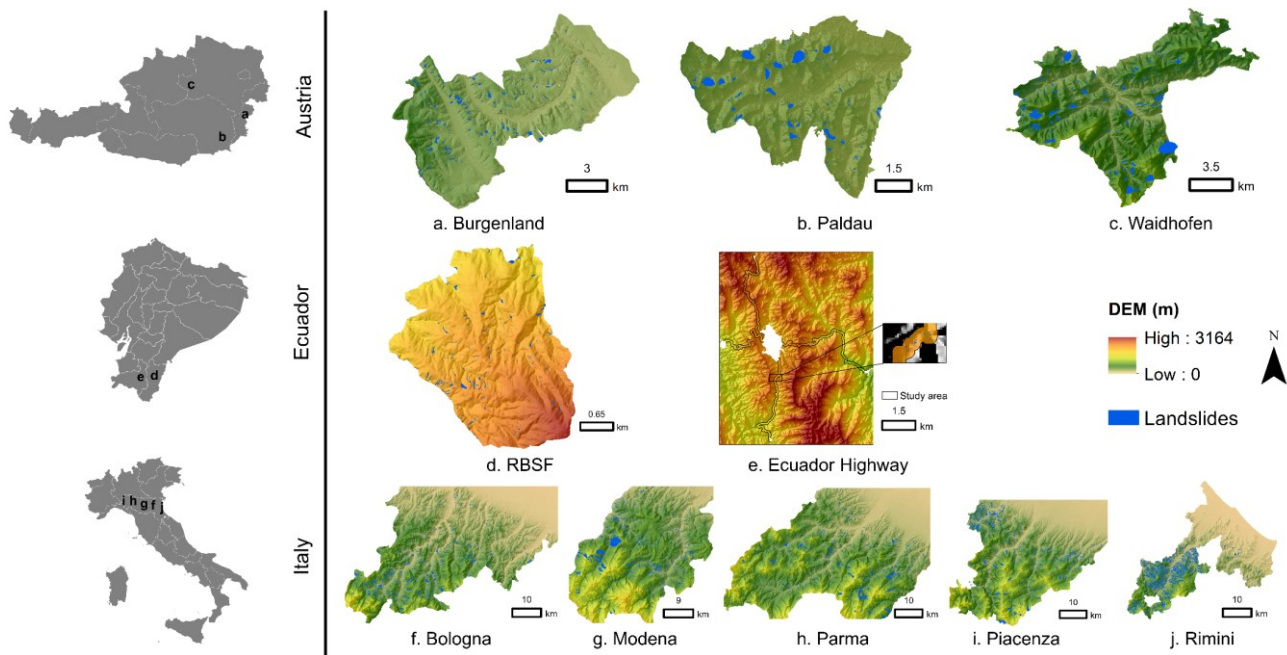 Austria
c
a
b
3
km
a. Burgenland
1.5
km
b. Paldau
3.5
km
c. Waidhofen
Ecuador
e d
0.65
km
d. RBSF
Study area
1.5
km
e. Ecuador Highway
DEM (m)
High : 3164
Low : 0
Landslides
N
Italy
i h g f j
10
km
f. Bologna
9
km
g. Modena
10
km
h. Parma
10
km
i. Piacenza
10
km
j. Rimini